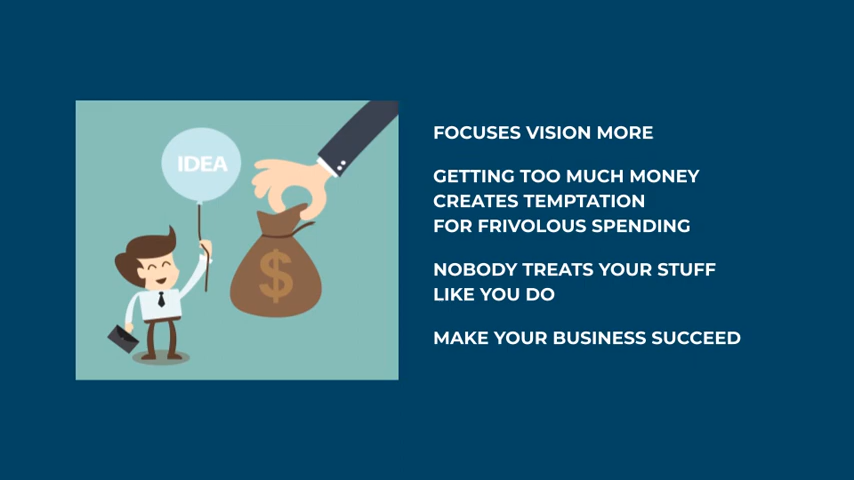 IDEA
$
FOCUSES VISION MORE
GETTING TOO MUCH MONEY
CREATES TEMPTATION
FOR FRIVOLOUS SPENDING
NOBODY TREATS YOUR STUFF
LIKE YOU DO
MAKE YOUR BUSINESS SUCCEED